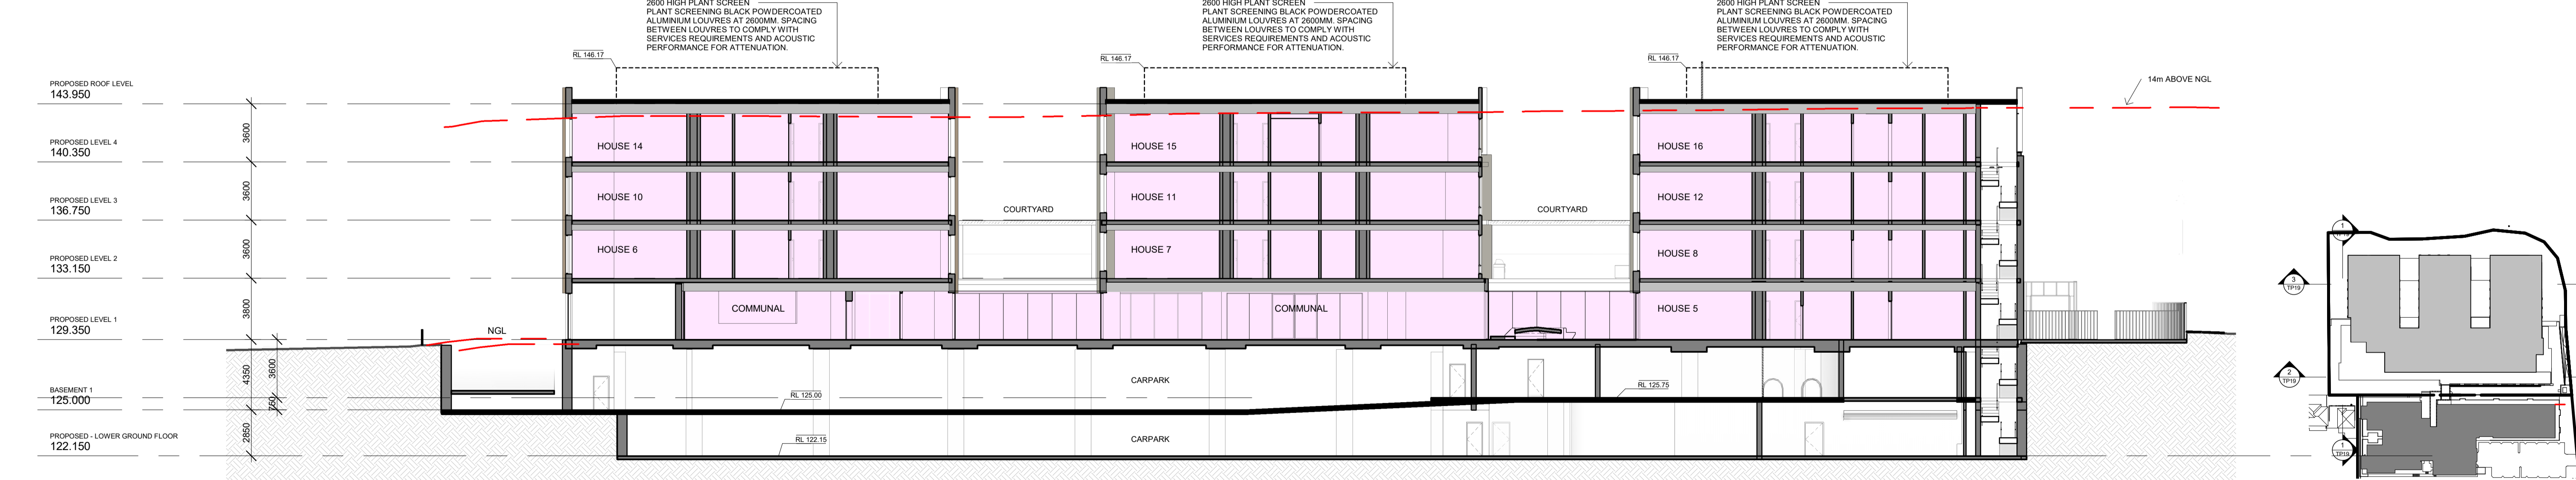 2600 HIGH PLANT SCREEN
PLANT SCREENING BLACK POWDERCOATED
ALUMINIUM LOUVRES AT 2600MM. SPACING
BETWEEN LOUVRES TO COMPLY WITH
SERVICES REQUIREMENTS AND ACOUSTIC
PERFORMANCE FOR ATTENUATION.
2600 HIGH PLANT SCREEN
PLANT SCREENING BLACK POWDERCOATED
ALUMINIUM LOUVRES AT 2600MM. SPACING
BETWEEN LOUVRES TO COMPLY WITH
SERVICES REQUIREMENTS AND ACOUSTIC
PERFORMANCE FOR ATTENUATION.
2600 HIGH PLANT SCREEN
PLANT SCREENING BLACK POWDERCOATED
ALUMINIUM LOUVRES AT 2600MM. SPACING
BETWEEN LOUVRES TO COMPLY WITH
SERVICES REQUIREMENTS AND ACOUSTIC
PERFORMANCE FOR ATTENUATION.
RL 146.17
RL 146.17
RL 146.17
14m ABOVE NGL
PROPOSED ROOF LEVEL
143.950
3600
HOUSE 14
HOUSE 15
HOUSE 16
PROPOSED LEVEL 4
140.350
3600
HOUSE 10
HOUSE 11
HOUSE 12
PROPOSED LEVEL 3
136.750
COURTYARD
COURTYARD
3600
HOUSE 6
HOUSE 7
HOUSE 8
PROPOSED LEVEL 2
133.150
3800
COMMUNAL
COMMUNAL
HOUSE 5
PROPOSED LEVEL 1
129.350
NGL
4350
3600
CARPARK
RL 125.75
BASEMENT 1
125.000
760
RL 125.00
2850
CARPARK
RL 122.15
PROPOSED - LOWER GROUND FLOOR
122.150
1
3
TP19
2
TP19
1
TP19